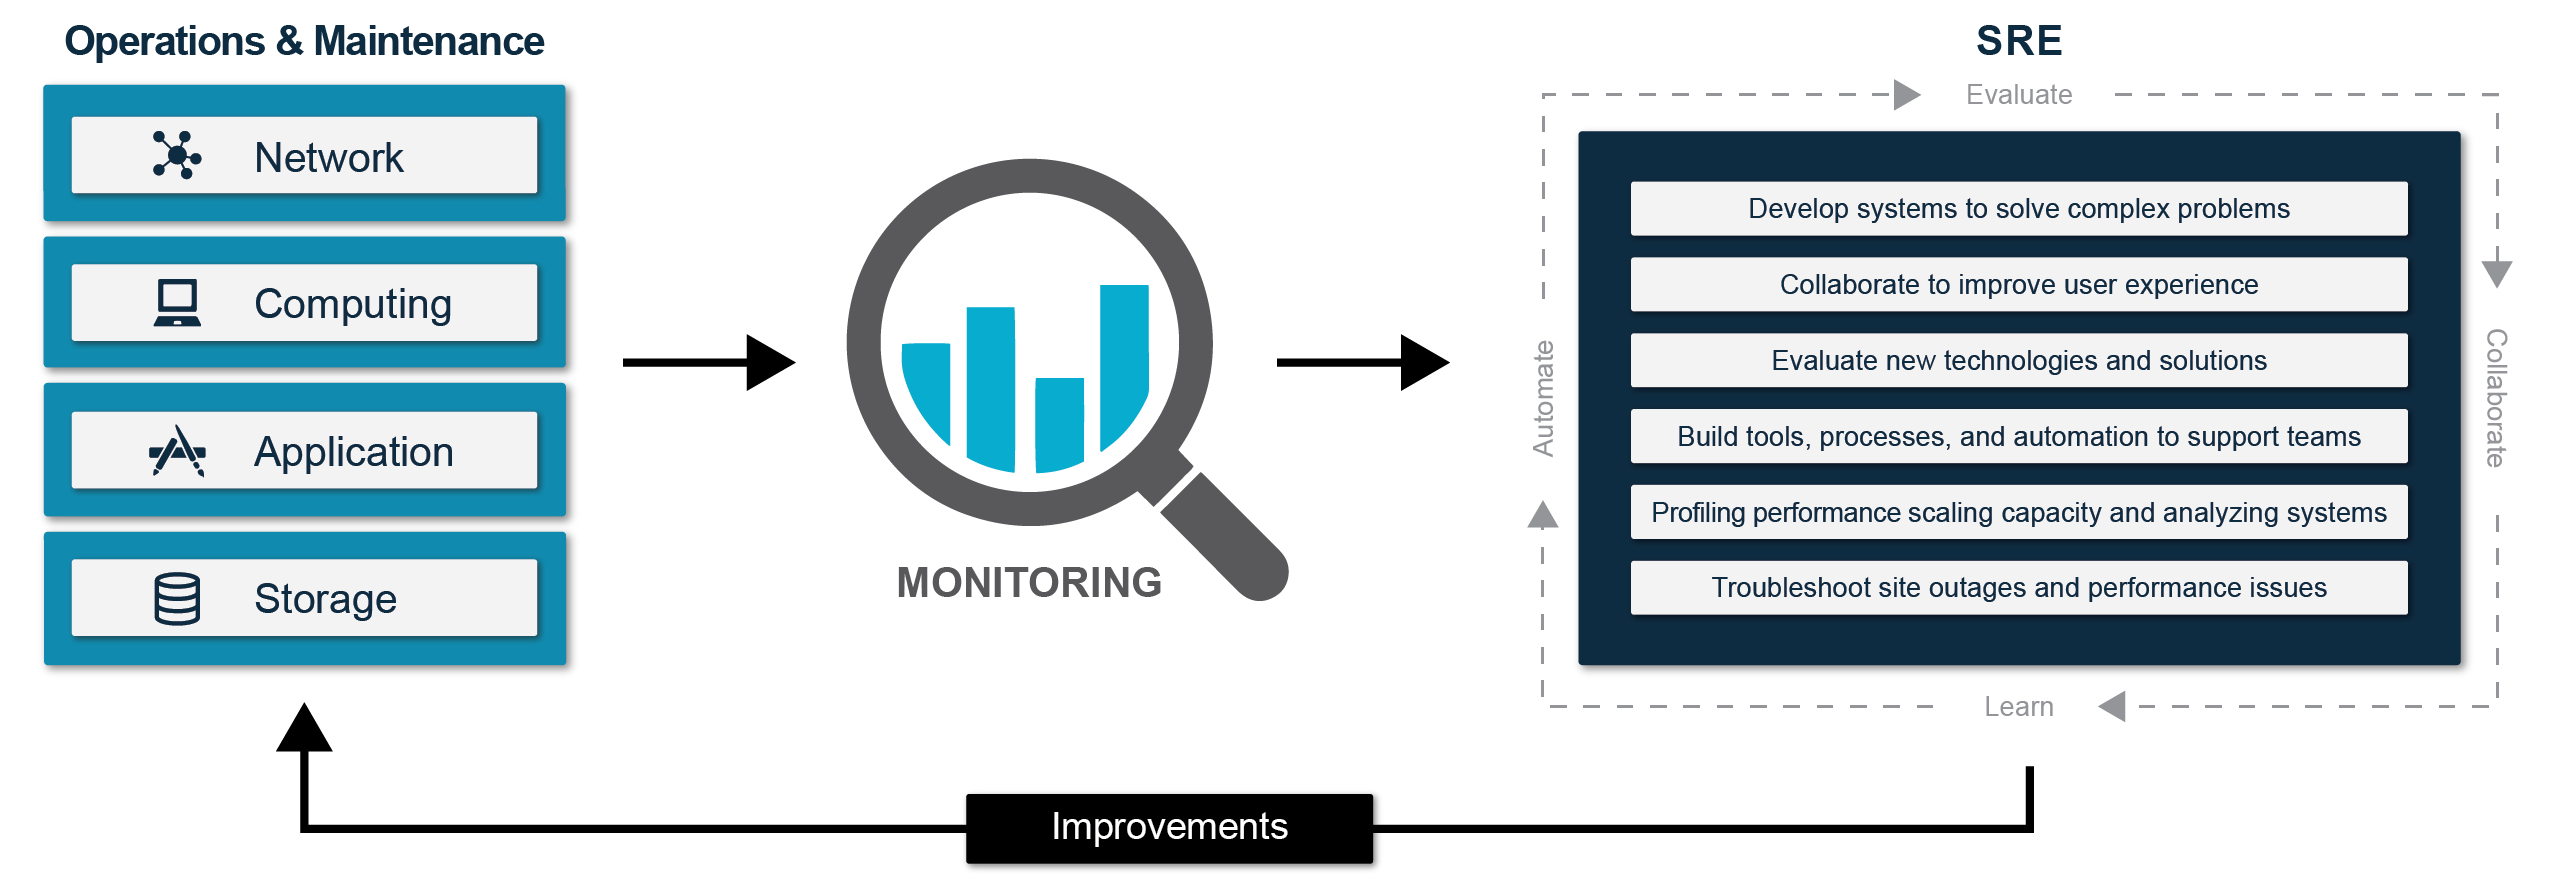 Operations & Maintenance
Network
Computing
Application
Storage
MONITORING
SRE
Evaluate
Collaborate
Learn
Automate
Develop systems to solve complex problems
Collaborate to improve user experience
Evaluate new technologies and solutions
Build tools, processes, and automation to support teams
Profiling performance scaling capacity and analyzing systems
Troubleshoot site outages and performance issues
Improvements